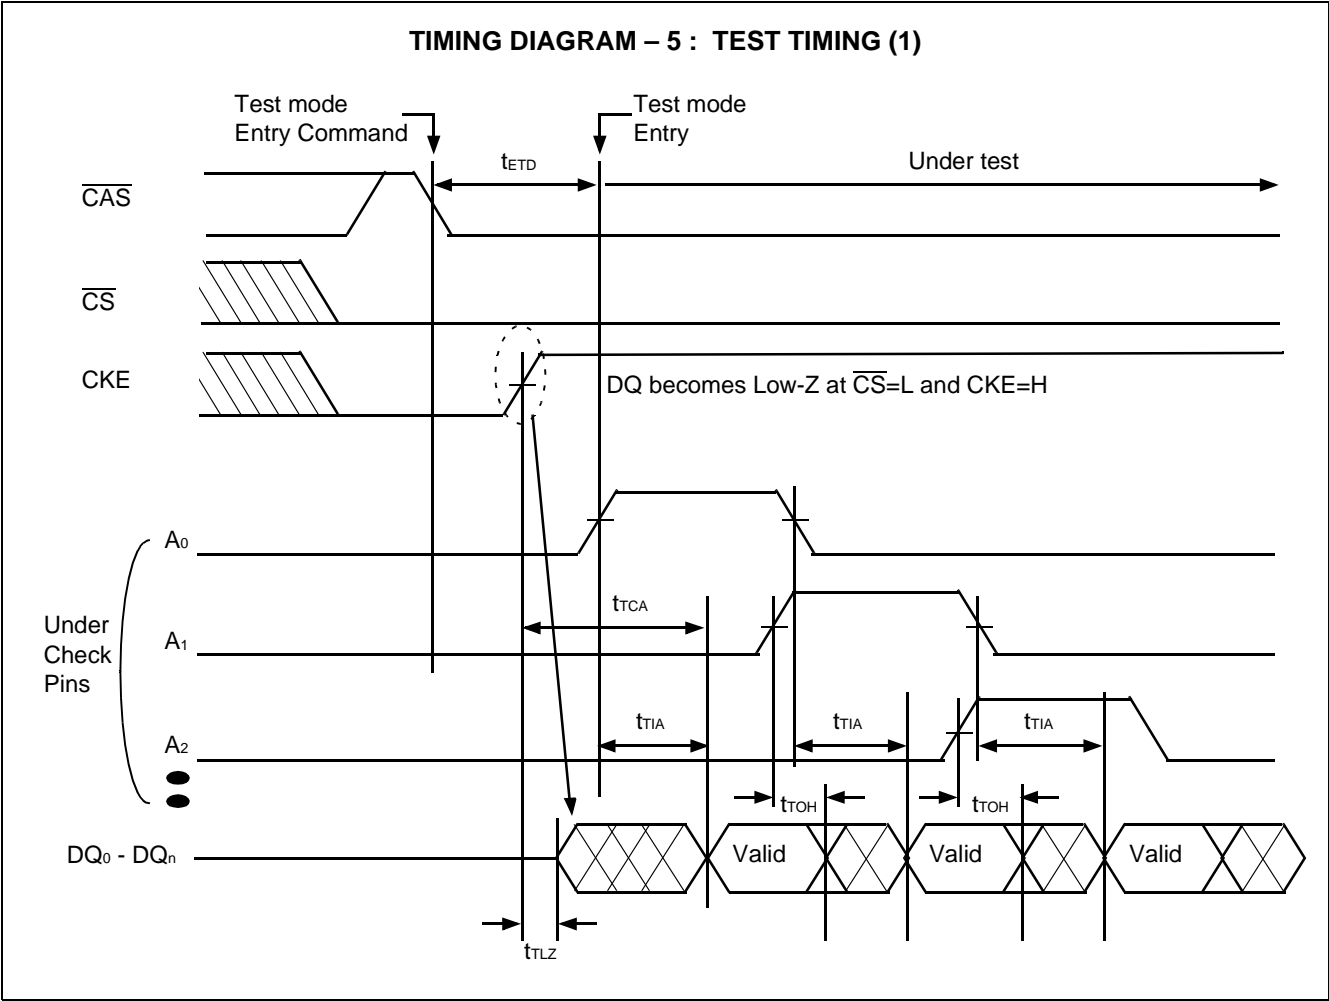 TIMING DIAGRAM – 5 : TEST TIMING (1)
Test mode
Entry Command
Test mode
Entry
tETD
Under test
CAS
CS
CKE
DQ becomes Low-Z at CS=L and CKE=H
A0
tTCA
Under
Check
Pins
A1
tTIA
tTIA
tTIA
A2
tTOH
tTOH
DQ0 - DQn
Valid
Valid
Valid
tTLZ